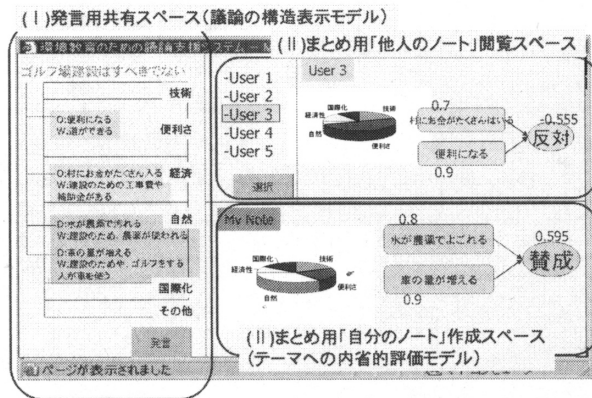 (Ⅰ)発言用共有スペース(議論の構造表示モデル)
環境教育のための議論支援システム
ゴルフ場建設はすべきでない
技術
D:便利になる
W:道ができる
便利さ
D:村にお金がたくさん入る
W:建設のための工事費や
補助金がある
経済
D:水が農薬で汚れる
W:建設のため、農薬が使われる
自然
D:車の量が増える
W:建設のためや、ゴルフをする
人が車を使う
国際化
その他
発言
ページが表示されました
(Ⅱ)まとめ用「他人のノート」閲覧スペース
-User 1
-User 2
-User 3
-User 4
-User 5
選択
User 3
国際化
技術
経済性
自然
便利さ
0.7
村にお金がたくさんはいる
便利になる
0.9
-0.555
反対
My Note
国際化
技術
経済性
便利さ
自然
0.8
水が農薬でよごれる
車の量が増える
0.9
0.595
賛成
(Ⅱ)まとめ用「自分のノート」作成スペース
(テーマへの内省的評価モデル)